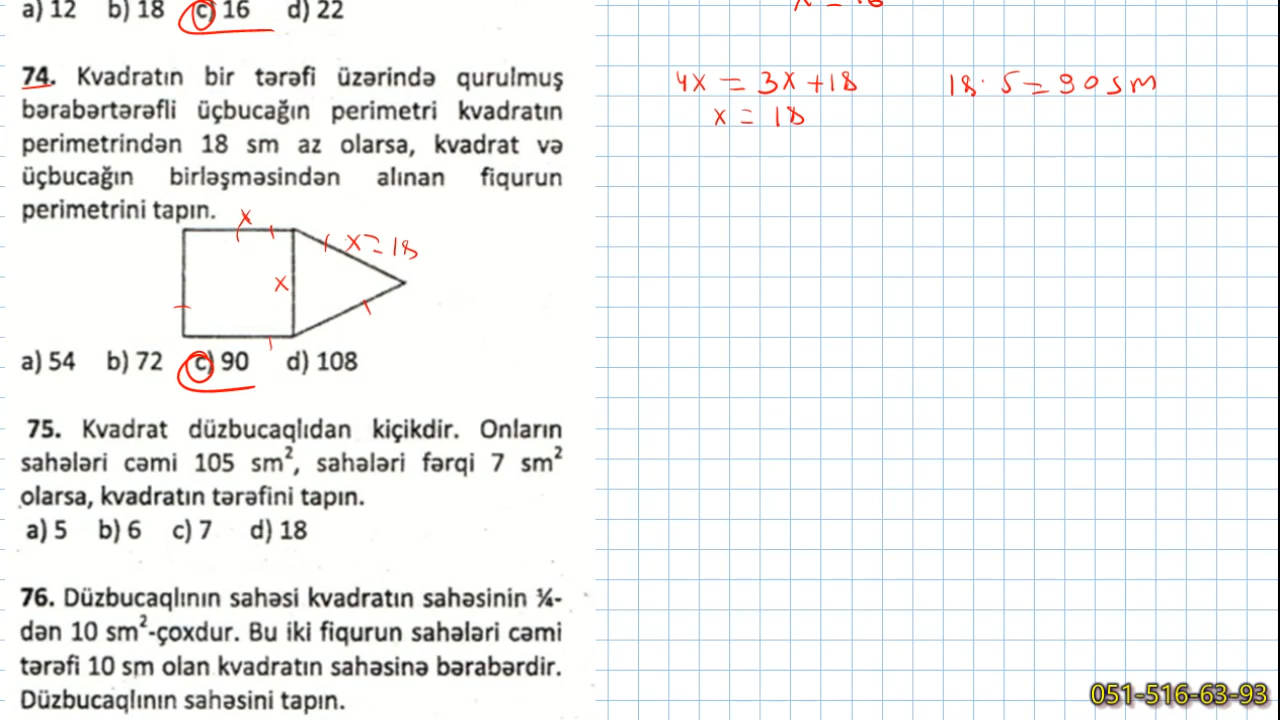 a) 12 b) 18 c) 16 d) 22
74. Kvadratın bir tərəfi üzərində qurulmuş
bərabərtərəfli üçbucağın perimetri kvadratın
perimetrindən 18 sm az olarsa, kvadrat və
üçbucağın birləşməsindən alınan fiqurun
perimetrini tapın.
x
x = 18
x
a) 54 b) 72 c) 90 d) 108
75. Kvadrat düzbucaqlıdan kiçikdir. Onların
sahələri cəmi 105 sm², sahələri fərqi 7 sm²
olarsa, kvadratın tərəfini tapın.
a) 5 b) 6 c) 7 d) 18
76. Düzbucaqlının sahəsi kvadratın sahəsinin ¼-
dən 10 sm²-çoxdur. Bu iki fiqurun sahələri cəmi
tərəfi 10 sm olan kvadratın sahəsinə bərabərdir.
Düzbucaqlının sahəsini tapın.
4x = 3x + 18
x = 18
18 · 5 = 90 sm
051-516-63-93